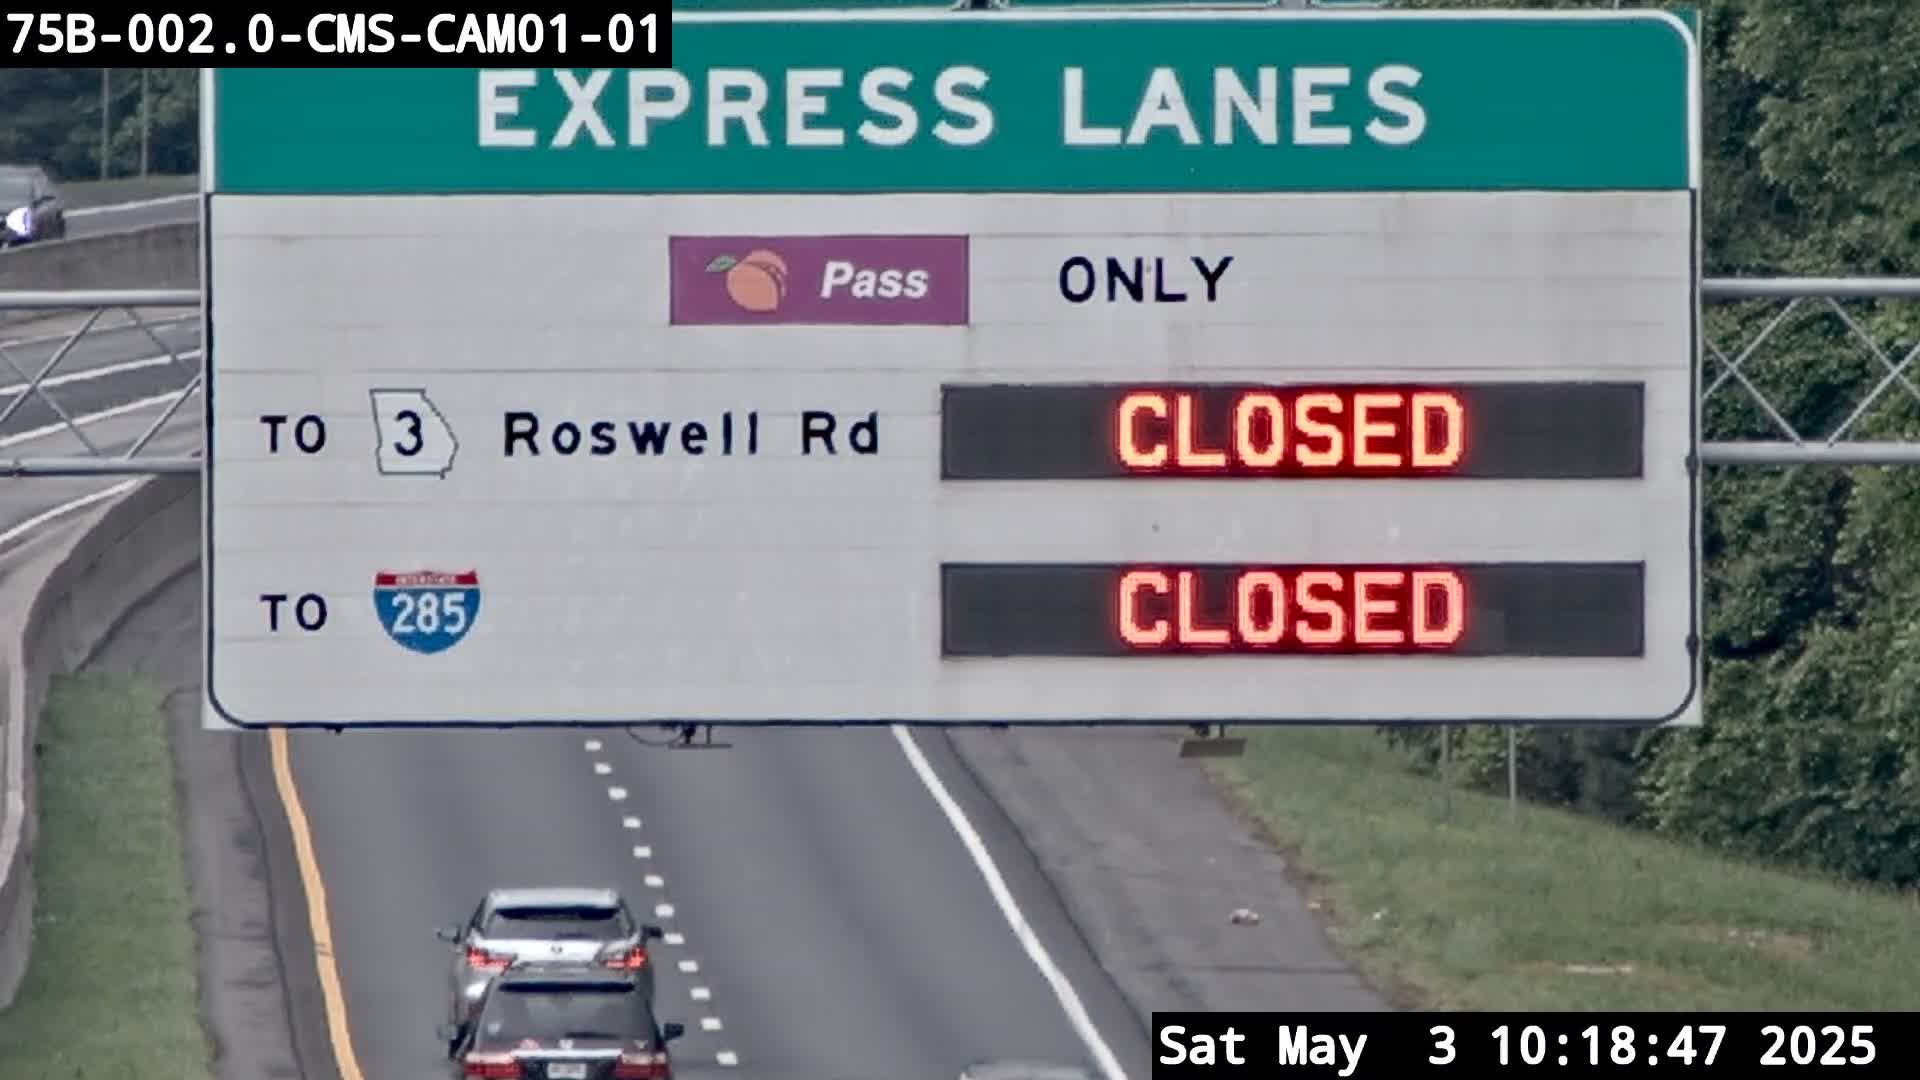 75B-002.0-CMS-CAM01-01
EXPRESS LANES
Pass ONLY
TO 3 Roswell Rd CLOSED
TO INTERSTATE 285 CLOSED
Sat May 3 10:18:47 2025